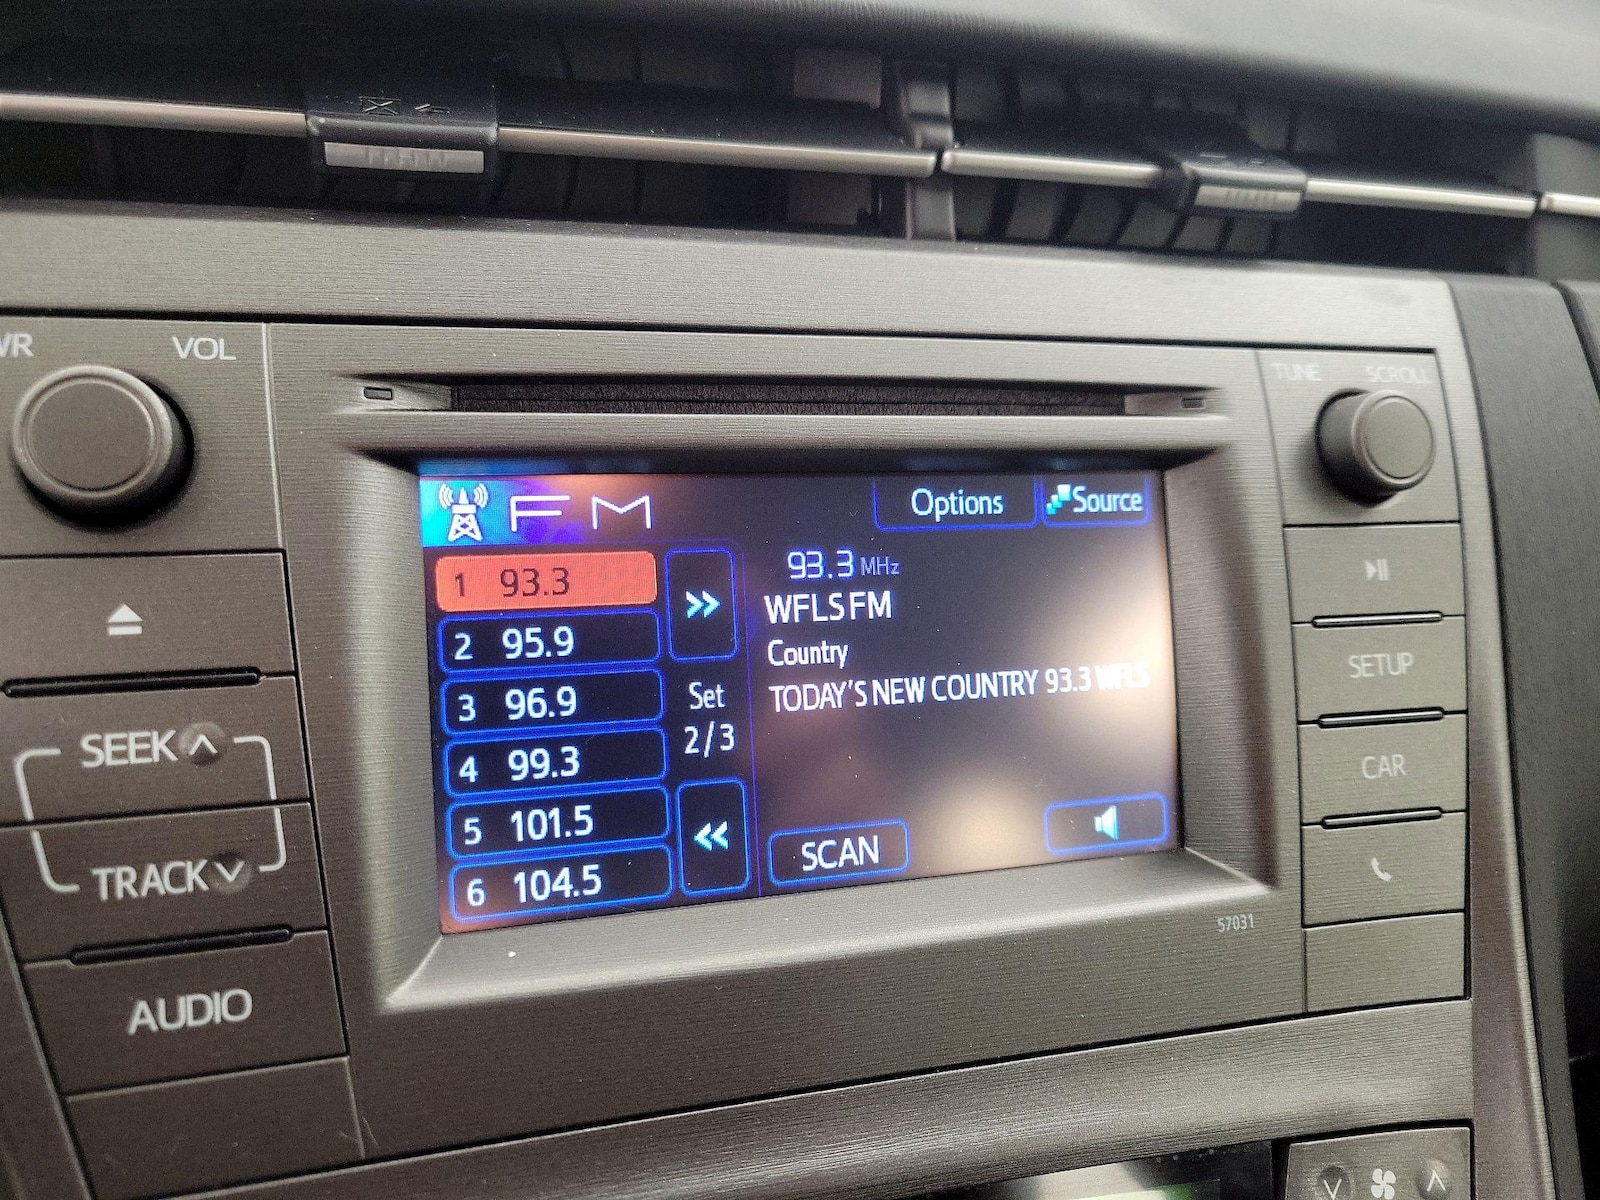 WR VOL
TUNE SCROLL
FM
Options
Source
1 93.3
2 95.9
3 96.9
4 99.3
5 101.5
6 104.5
Set
2/3
93.3 MHz
WFLS FM
Country
TODAY'S NEW COUNTRY 93.3 WFLS
SCAN
SEEK
TRACK
AUDIO
SETUP
CAR
57031